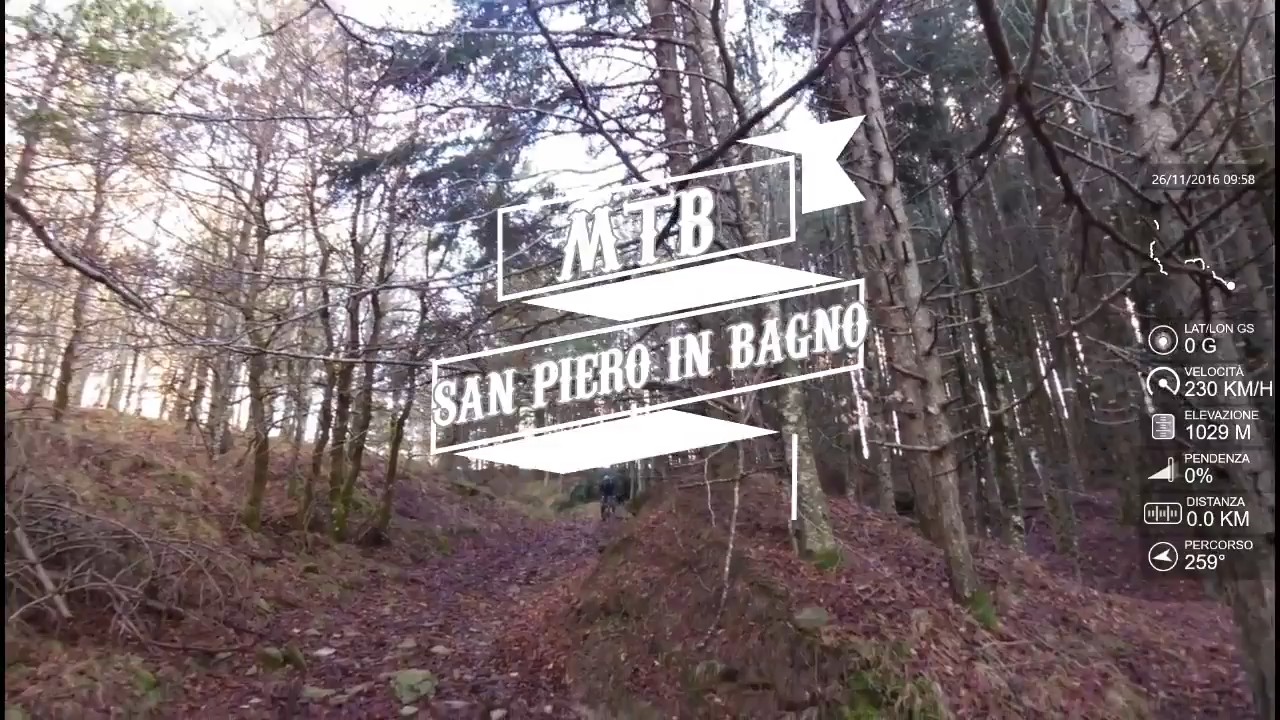 MTB
SAN PIERO IN BAGNO
26/11/2016 09:58
LAT/LON GS
0 G
VELOCITÀ
230 KM/H
ELEVAZIONE
1029 M
PENDENZA
0%
DISTANZA
0.0 KM
PERCORSO
259°